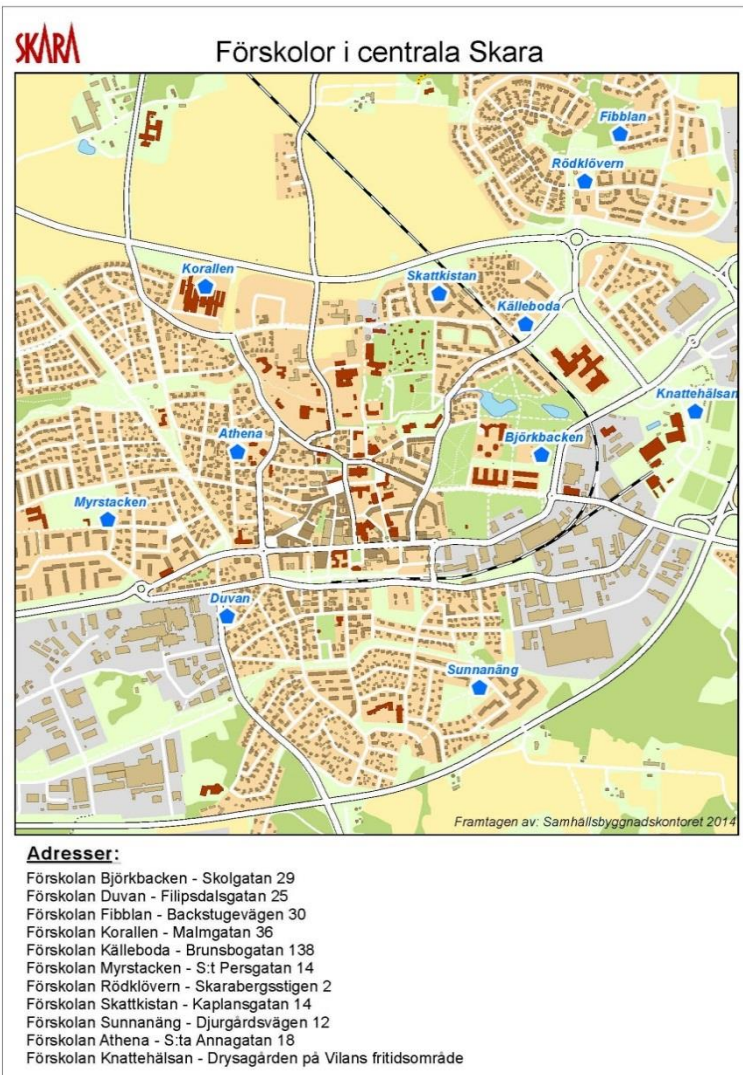 SKARA
Förskolor i centrala Skara
Fibblan
Rödklövern
Korallen
Skattkistan
Källeboda
Knattehälsan
Athena
Björkbacken
Myrstacken
Duvan
Sunnanäng
Framtagen av: Samhällsbyggnadskontoret 2014
Adresser:
Förskolan Björkbacken - Skolgatan 29
Förskolan Duvan - Filipsdalsgatan 25
Förskolan Fibblan - Backstugevägen 30
Förskolan Korallen - Malmgatan 36
Förskolan Källeboda - Brunsbogatan 138
Förskolan Myrstacken - S:t Persgatan 14
Förskolan Rödklövern - Skarabergsstigen 2
Förskolan Skattkistan - Kaplansgatan 14
Förskolan Sunnanäng - Djurgårdsvägen 12
Förskolan Athena - S:ta Annagatan 18
Förskolan Knattehälsan - Drysagården på Vilans fritidsområde